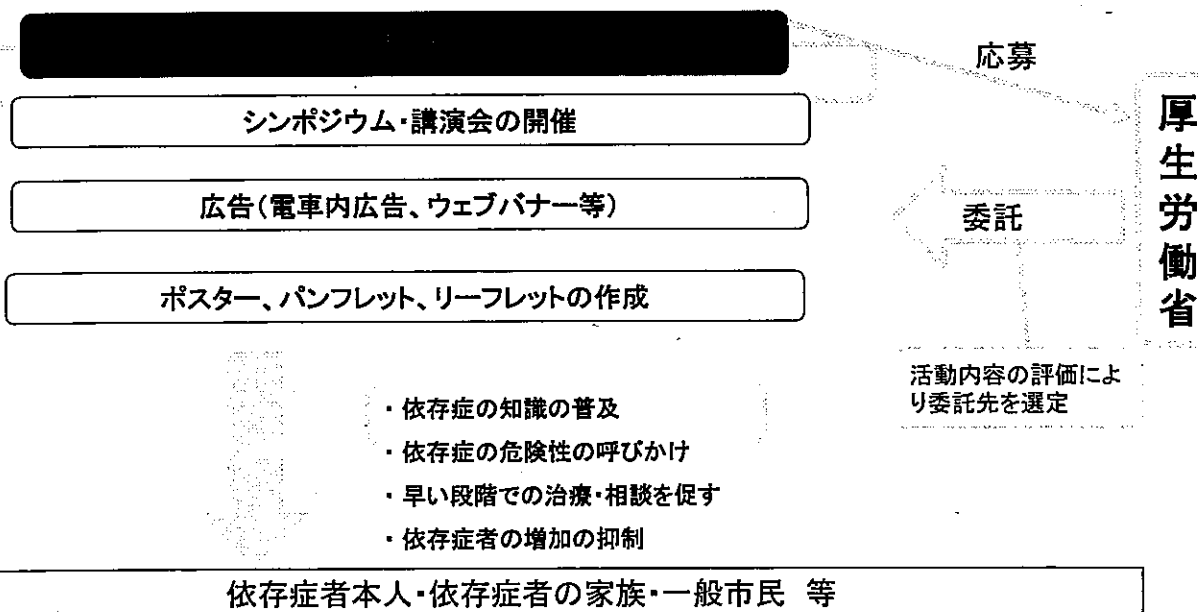 応募
厚生労働省
シンポジウム・講演会の開催
広告(電車内広告、ウェブバナー等)
委託
ポスター、パンフレット、リーフレットの作成
活動内容の評価によ
り委託先を選定
・依存症の知識の普及
・依存症の危険性の呼びかけ
・早い段階での治療・相談を促す
・依存症者の増加の抑制
依存症者本人・依存症者の家族・一般市民 等